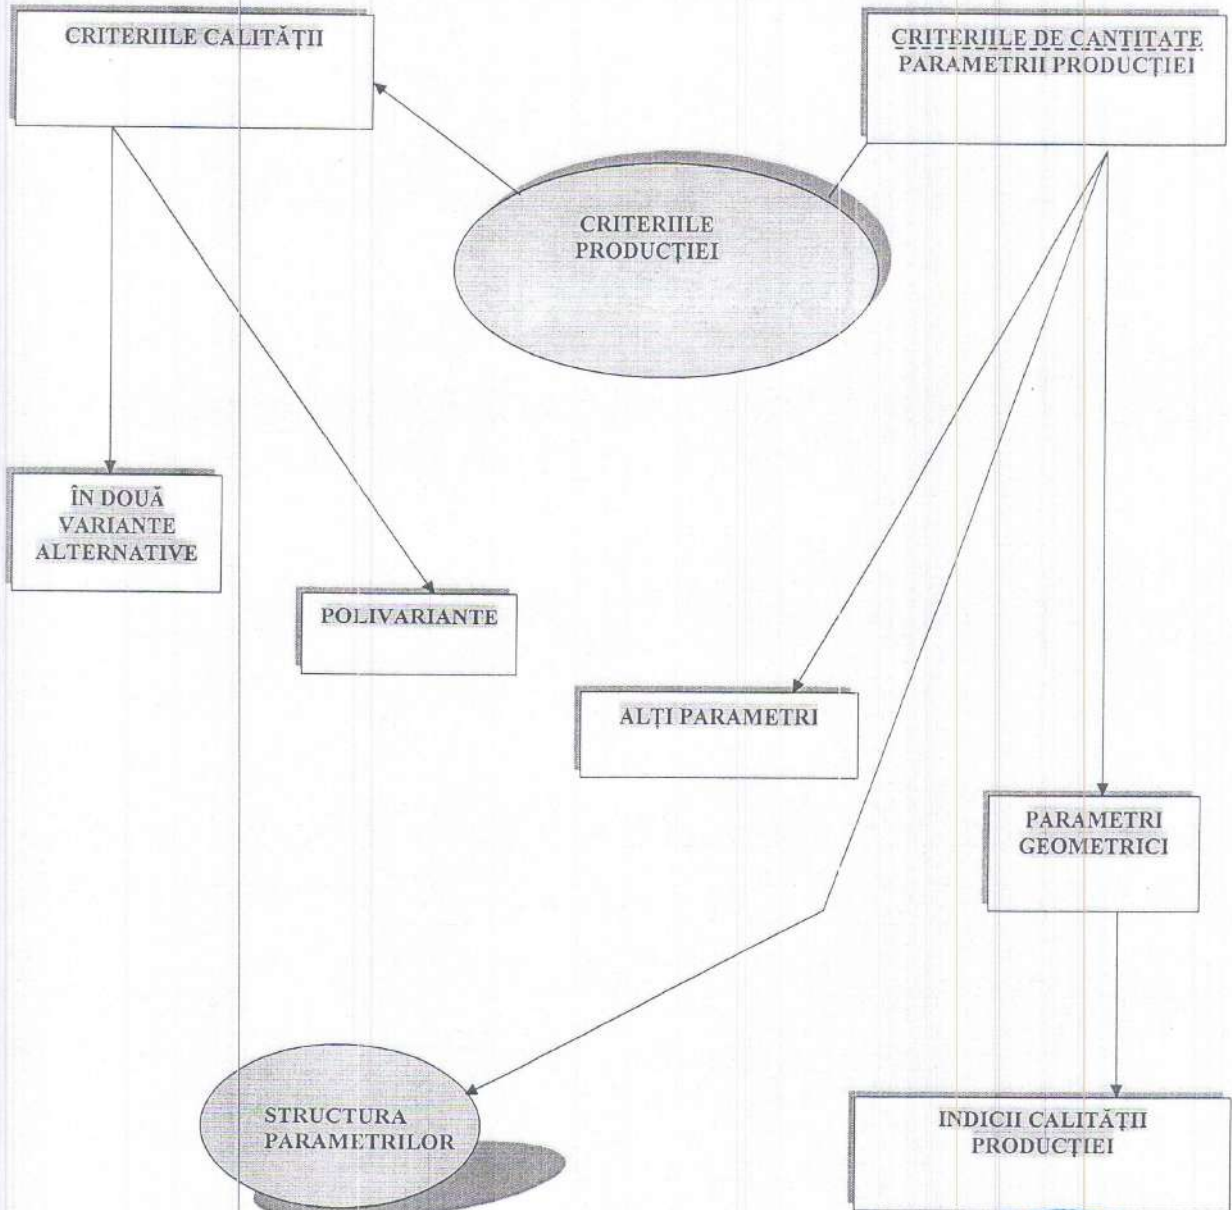 CRITERIILE CALITĂȚII
CRITERIILE DE CANTITATE
PARAMETRII PRODUCȚIEI
CRITERIILE
PRODUCȚIEI
ÎN DOUĂ
VARIANTE
ALTERNATIVE
POLIVARIANTE
ALȚI PARAMETRI
PARAMETRI
GEOMETRICI
STRUCTURA
PARAMETRILOR
INDICII CALITĂȚII
PRODUCȚIEI